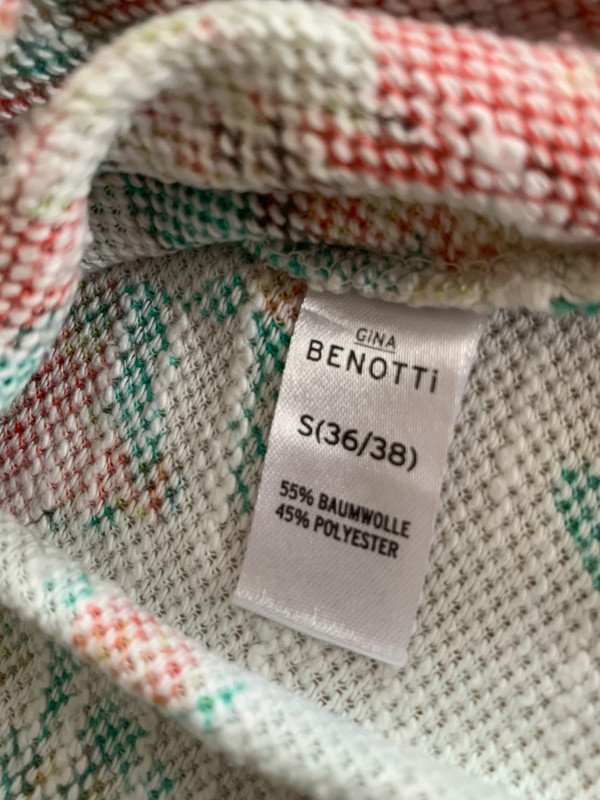 GiNA
BENOTTi
S(36/38)
55% BAUMWOLLE
45% POLYESTER